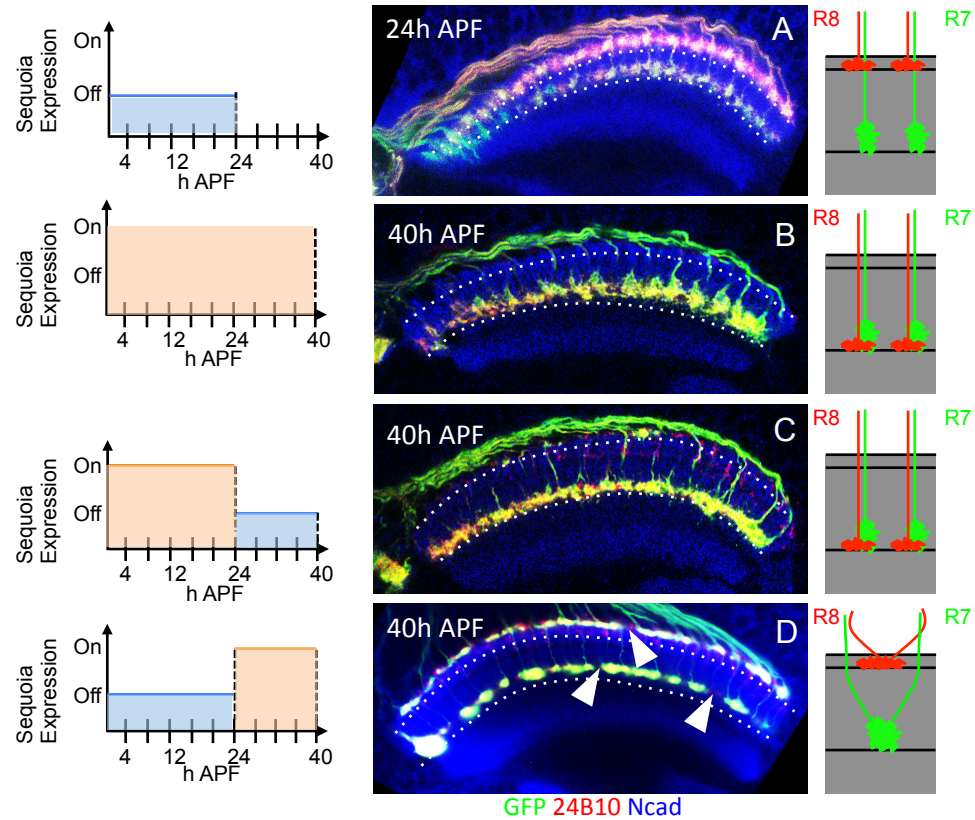 Sequoia
Expression
On
Off
4 12 24 40
h APF
24h APF
A
R8 R7
Sequoia
Expression
On
Off
4 12 24 40
h APF
40h APF
B
R8 R7
Sequoia
Expression
On
Off
4 12 24 40
h APF
40h APF
C
R8 R7
Sequoia
Expression
On
Off
4 12 24 40
h APF
40h APF
D
R8 R7
GFP 24B10 Ncad